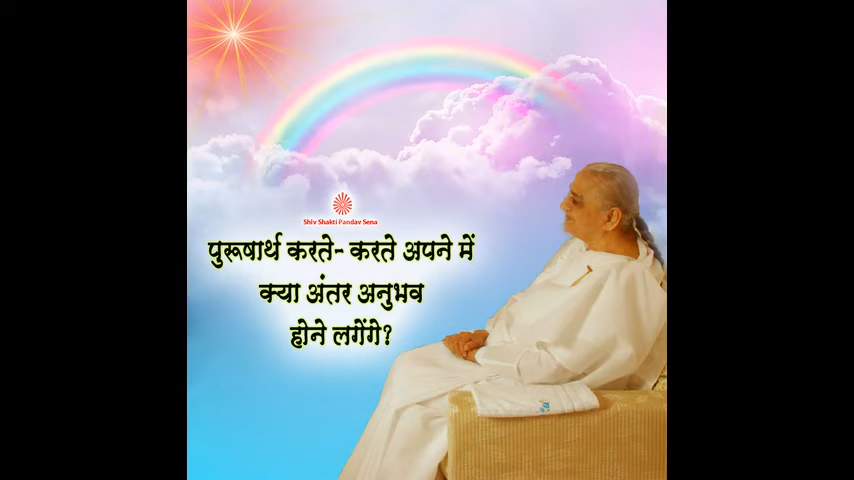 Shiv Shakti Pandav Sena
पुरूषार्थ करते- करते अपने में
क्या अंतर अनुभव
होने लगेंगे?